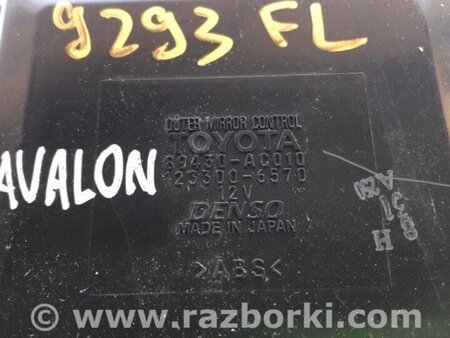 9293 FL
OUTER MIRROR CONTROL
TOYOTA
89430-AC010
123300-6570
12V
DENSO
MADE IN JAPAN
>ABS<
AVALON
www.razborki.com